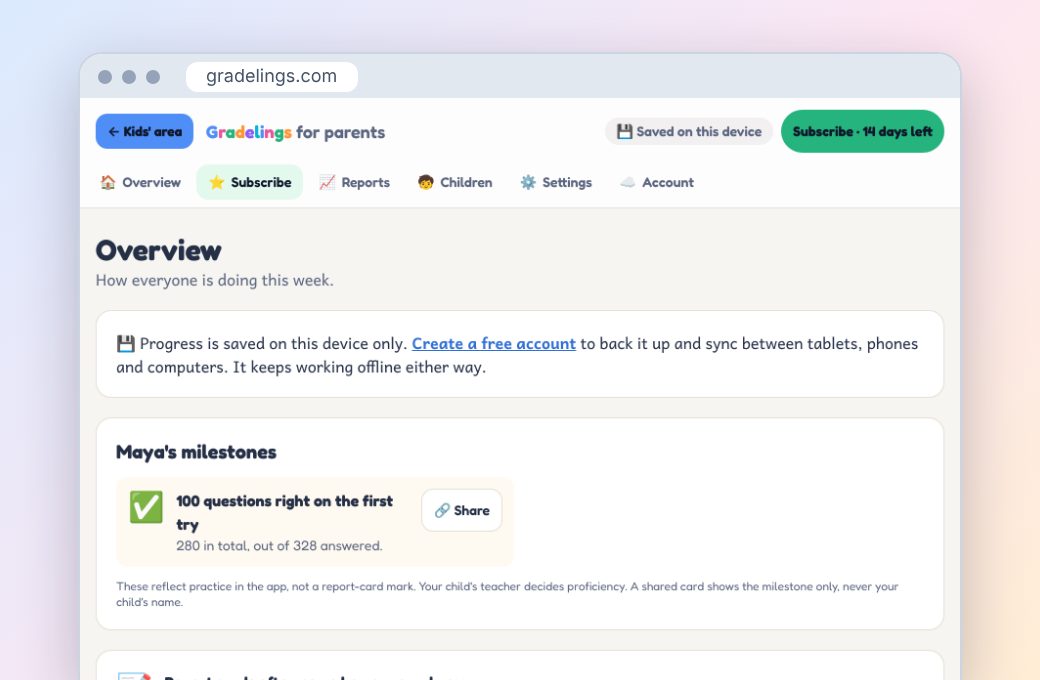 gradelings.com
← Kids' area
Gradelings for parents
💾 Saved on this device
Subscribe · 14 days left
🏠 Overview
⭐ Subscribe
📈 Reports
🧒 Children
⚙️ Settings
☁️ Account
Overview
How everyone is doing this week.
💾 Progress is saved on this device only. Create a free account to back it up and sync between tablets, phones
and computers. It keeps working offline either way.
Maya's milestones
✅ 100 questions right on the first
try
280 in total, out of 328 answered.
🔗 Share
These reflect practice in the app, not a report-card mark. Your child's teacher decides proficiency. A shared card shows the milestone only, never your
child's name.